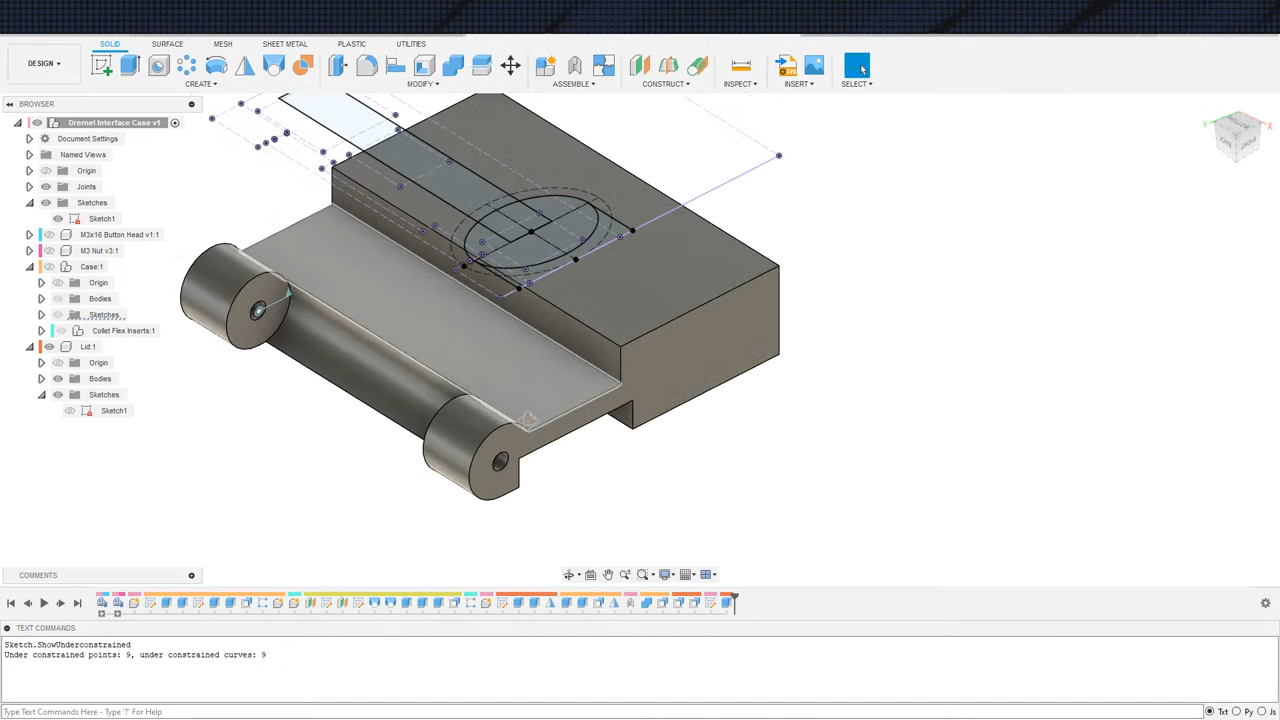 SOLID SURFACE MESH SHEET METAL PLASTIC UTILITIES
DESIGN
CREATE MODIFY ASSEMBLE CONSTRUCT INSPECT INSERT SELECT
BROWSER
Dremel Interface Case v1
Document Settings
Named Views
Origin
Joints
Sketches
Sketch1
M3x16 Button Head v1:1
M3 Nut v3:1
Case:1
Origin
Bodies
Sketches
Collet Flex Inserts:1
Lid:1
Origin
Bodies
Sketches
Sketch1
COMMENTS
TEXT COMMANDS
Sketch.ShowUnderconstrained
Under constrained points: 9, under constrained curves: 9
Type Text Commands Here - Type '?' For Help Txt Py Js